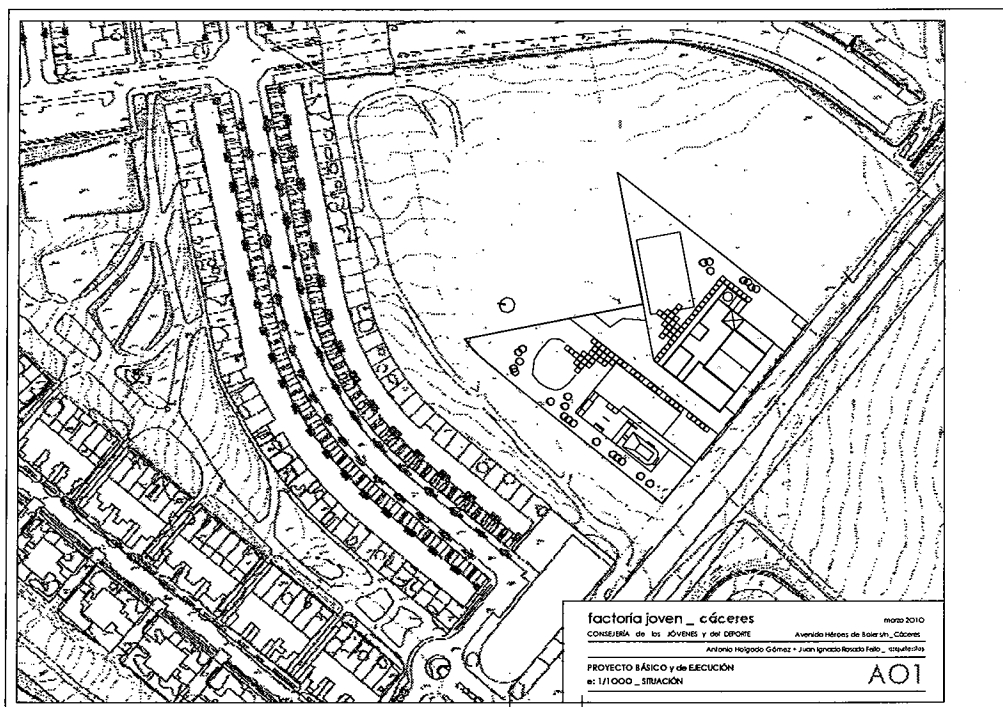 factoría joven _ cáceres marzo 2010
CONSEJERÍA de los JÓVENES y del DEPORTE Avenida Héroes de Baler s/n_ Cáceres
Antonio Holgado Gómez + Juan Ignacio Rosado Feito _ arquitectos
PROYECTO BÁSICO y de EJECUCIÓN
e: 1/1000 _ SITUACIÓN A01